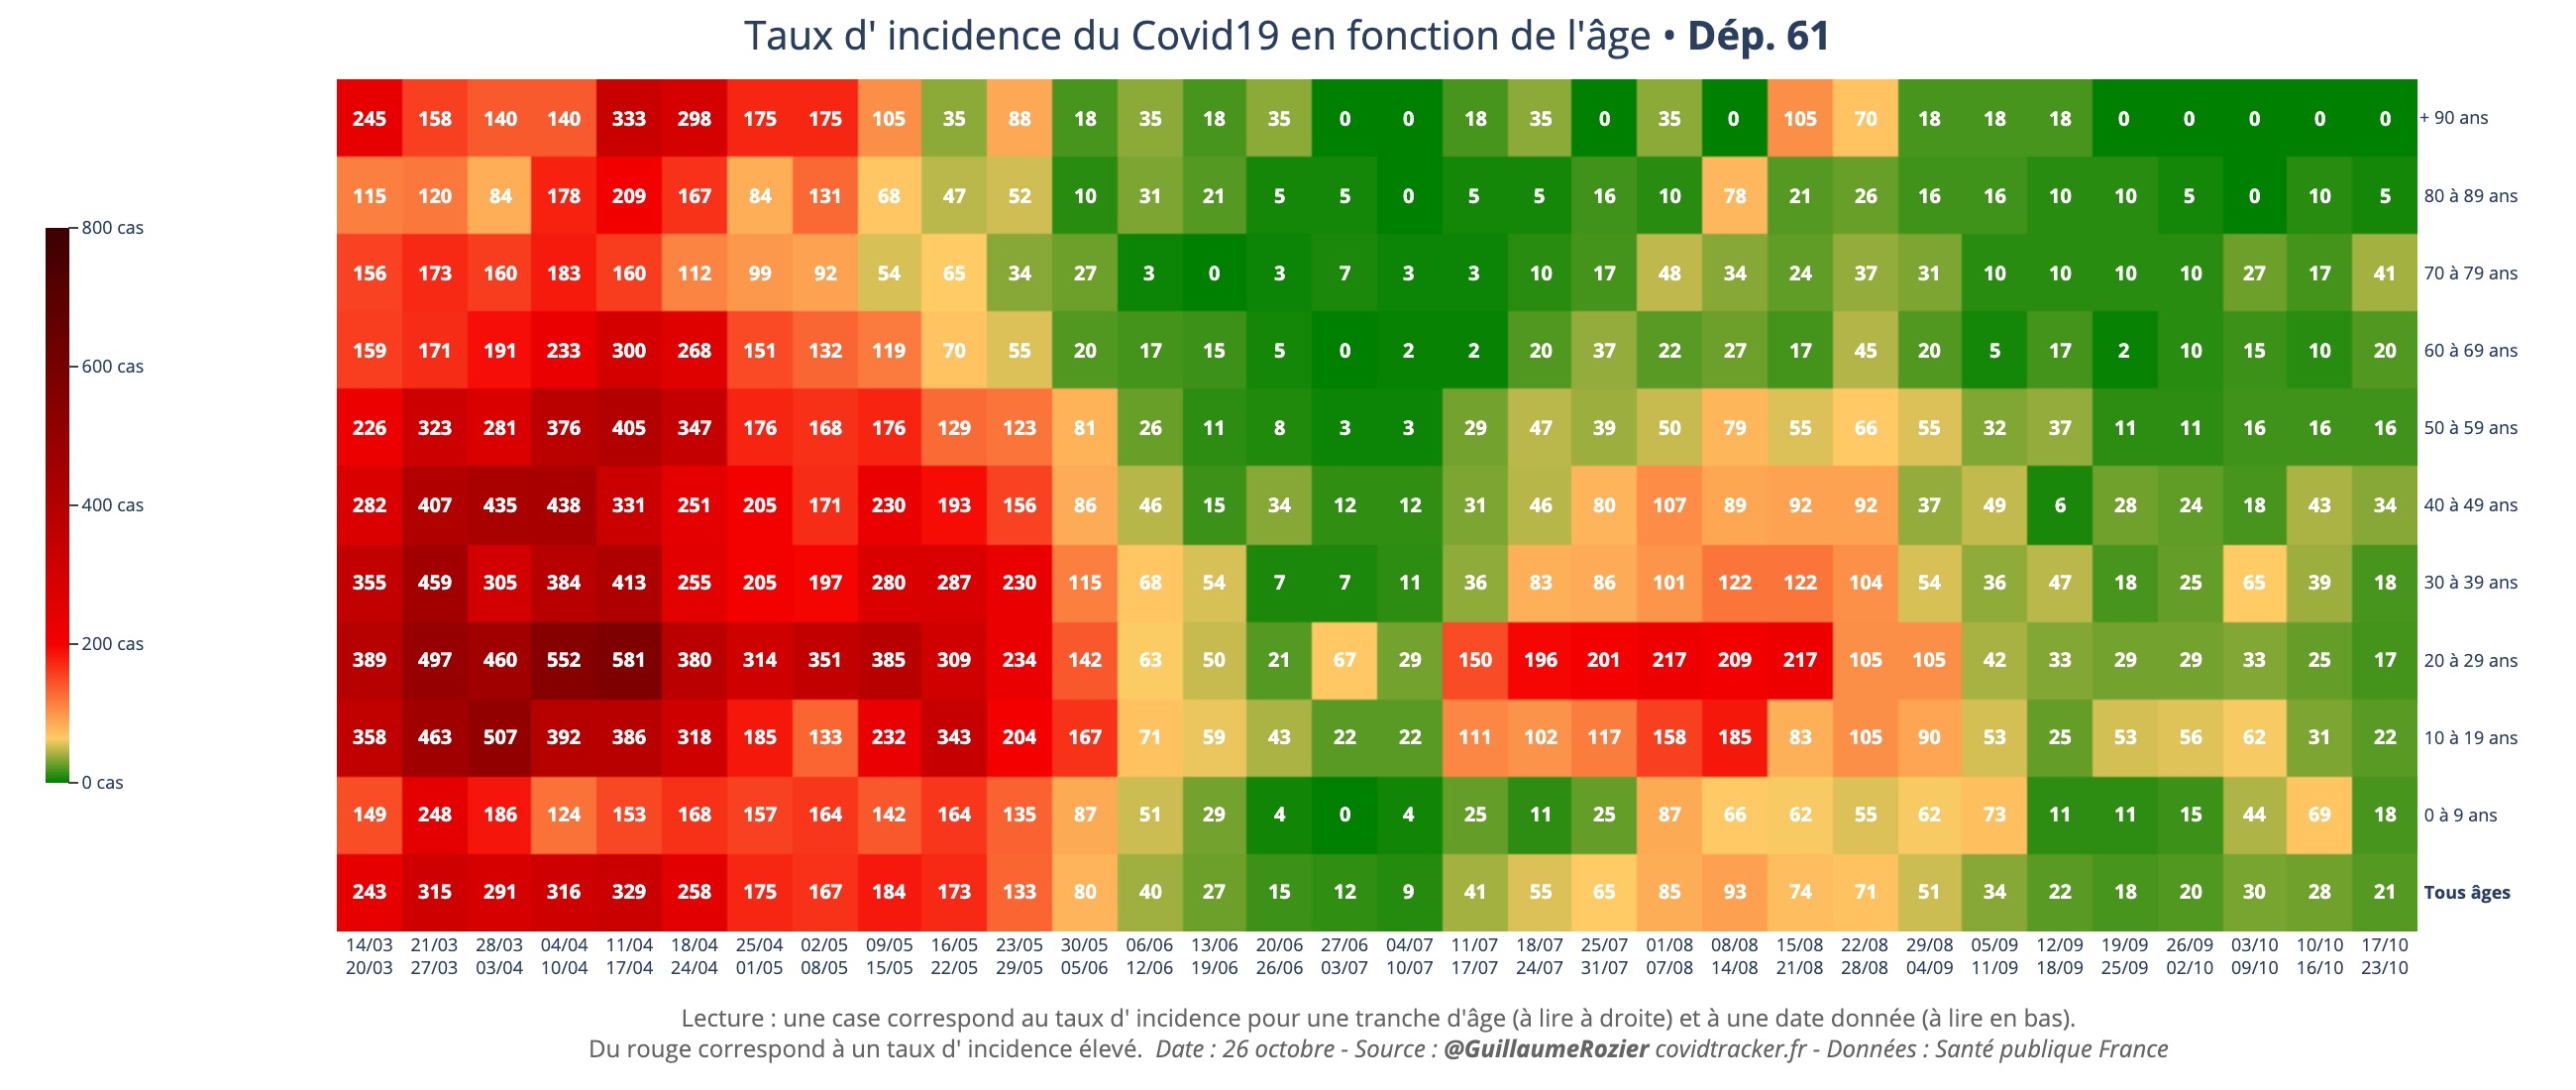 Taux d' incidence du Covid19 en fonction de l'âge • Dép. 61
800 cas
600 cas
400 cas
200 cas
0 cas
245 158 140 140 333 298 175 175 105 35 88 18 35 18 35 0 0 18 35 0 35 0 105 70 18 18 18 0 0 0 0 0 + 90 ans
115 120 84 178 209 167 84 131 68 47 52 10 31 21 5 5 0 5 5 16 10 78 21 26 16 16 10 10 5 0 10 5 80 à 89 ans
156 173 160 183 160 112 99 92 54 65 34 27 3 0 3 7 3 3 10 17 48 34 24 37 31 10 10 10 10 27 17 41 70 à 79 ans
159 171 191 233 300 268 151 132 119 70 55 20 17 15 5 0 2 2 20 37 22 27 17 45 20 5 17 2 10 15 10 20 60 à 69 ans
226 323 281 376 405 347 176 168 176 129 123 81 26 11 8 3 3 29 47 39 50 79 55 66 55 32 37 11 11 16 16 16 50 à 59 ans
282 407 435 438 331 251 205 171 230 193 156 86 46 15 34 12 12 31 46 80 107 89 92 92 37 49 6 28 24 18 43 34 40 à 49 ans
355 459 305 384 413 255 205 197 280 287 230 115 68 54 7 7 11 36 83 86 101 122 122 104 54 36 47 18 25 65 39 18 30 à 39 ans
389 497 460 552 581 380 314 351 385 309 234 142 63 50 21 67 29 150 196 201 217 209 217 105 105 42 33 29 29 33 25 17 20 à 29 ans
358 463 507 392 386 318 185 133 232 343 204 167 71 59 43 22 22 111 102 117 158 185 83 105 90 53 25 53 56 62 31 22 10 à 19 ans
149 248 186 124 153 168 157 164 142 164 135 87 51 29 4 0 4 25 11 25 87 66 62 55 62 73 11 11 15 44 69 18 0 à 9 ans
243 315 291 316 329 258 175 167 184 173 133 80 40 27 15 12 9 41 55 65 85 93 74 71 51 34 22 18 20 30 28 21 Tous âges
14/03 21/03 28/03 04/04 11/04 18/04 25/04 02/05 09/05 16/05 23/05 30/05 06/06 13/06 20/06 27/06 04/07 11/07 18/07 25/07 01/08 08/08 15/08 22/08 29/08 05/09 12/09 19/09 26/09 03/10 10/10 17/10
20/03 27/03 03/04 10/04 17/04 24/04 01/05 08/05 15/05 22/05 29/05 05/06 12/06 19/06 26/06 03/07 10/07 17/07 24/07 31/07 07/08 14/08 21/08 28/08 04/09 11/09 18/09 25/09 02/10 09/10 16/10 23/10
Lecture : une case correspond au taux d' incidence pour une tranche d'âge (à lire à droite) et à une date donnée (à lire en bas).
Du rouge correspond à un taux d' incidence élevé. Date : 26 octobre - Source : @GuillaumeRozier covidtracker.fr - Données : Santé publique France